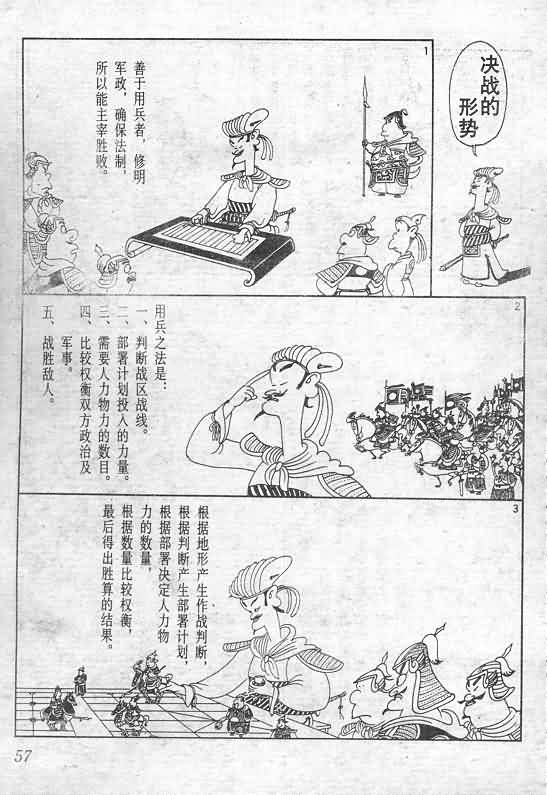 决战的
形势
1
善于用兵者，修明
军政，确保法制，
所以能主宰胜败。
2
用兵之法是：
一、判断战区战线。
二、部署计划投入的力量。
三、需要人力物力的数目。
四、比较权衡双方政治及
军事。
五、战胜敌人。
3
根据地形产生作战判断，
根据判断产生部署计划，
根据部署决定人力物
力的数量，
根据数量比较权衡，
最后得出胜算的结果。
57